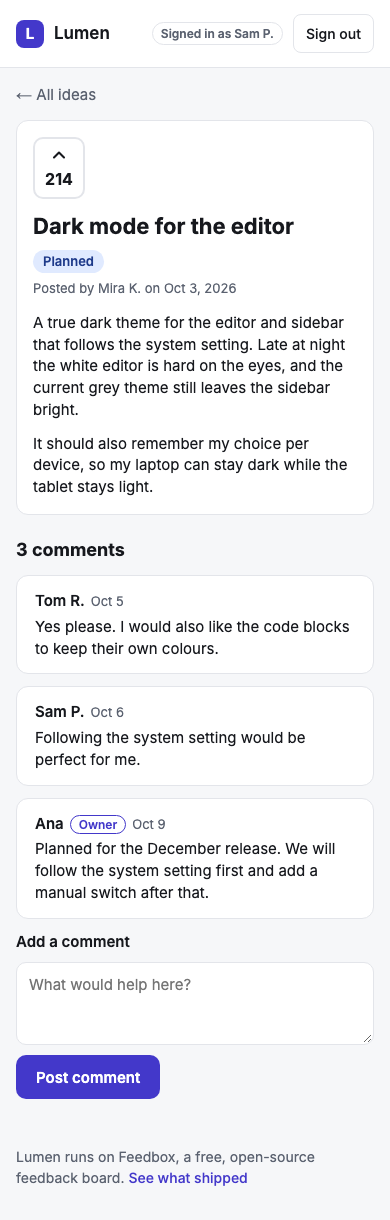 L Lumen Signed in as Sam P. Sign out
← All ideas
214
Dark mode for the editor
Planned
Posted by Mira K. on Oct 3, 2026
A true dark theme for the editor and sidebar
that follows the system setting. Late at night
the white editor is hard on the eyes, and the
current grey theme still leaves the sidebar
bright.
It should also remember my choice per
device, so my laptop can stay dark while the
tablet stays light.
3 comments
Tom R. Oct 5
Yes please. I would also like the code blocks
to keep their own colours.
Sam P. Oct 6
Following the system setting would be
perfect for me.
Ana Owner Oct 9
Planned for the December release. We will
follow the system setting first and add a
manual switch after that.
Add a comment
What would help here?
Post comment
Lumen runs on Feedbox, a free, open-source
feedback board. See what shipped